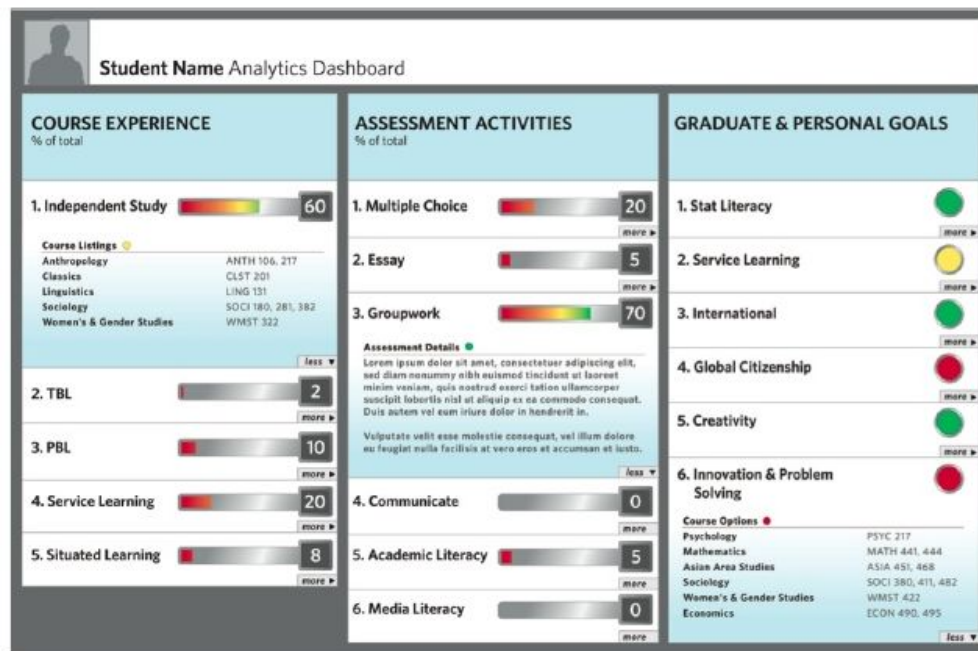 Student Name Analytics Dashboard
COURSE EXPERIENCE
% of total
1. Independent Study 60
Course Listings
Anthropology ANTH 106, 217
Classics CLST 201
Linguistics LING 131
Sociology SOCI 180, 281, 382
Women's & Gender Studies WMST 322
less ▼
2. TBL 2
more ▶
3. PBL 10
more ▶
4. Service Learning 20
more ▶
5. Situated Learning 8
more ▶
ASSESSMENT ACTIVITIES
% of total
1. Multiple Choice 20
more ▶
2. Essay 5
more ▶
3. Groupwork 70
Assessment Details
Lorem ipsum dolor sit amet, consectetuer adipiscing elit,
sed diam nonummy nibh euismod tincidunt ut laoreet
minim veniam, quis nostrud exerci tation ullamcorper
suscipit lobortis nisl ut aliquip ex ea commodo consequat.
Duis autem vel eum iriure dolor in hendrerit in.
Vulputate velit esse molestie consequat, vel illum dolore
eu feugiat nulla facilisis at vero eros et accumsan et iusto.
less ▼
4. Communicate 0
more
5. Academic Literacy 5
more
6. Media Literacy 0
more
GRADUATE & PERSONAL GOALS
1. Stat Literacy
more ▶
2. Service Learning
more ▶
3. International
more ▶
4. Global Citizenship
more ▶
5. Creativity
more ▶
6. Innovation & Problem
Solving
Course Options
Psychology PSYC 217
Mathematics MATH 441, 444
Asian Area Studies ASIA 451, 468
Sociology SOCI 380, 411, 482
Women's & Gender Studies WMST 422
Economics ECON 490, 495
less ▼